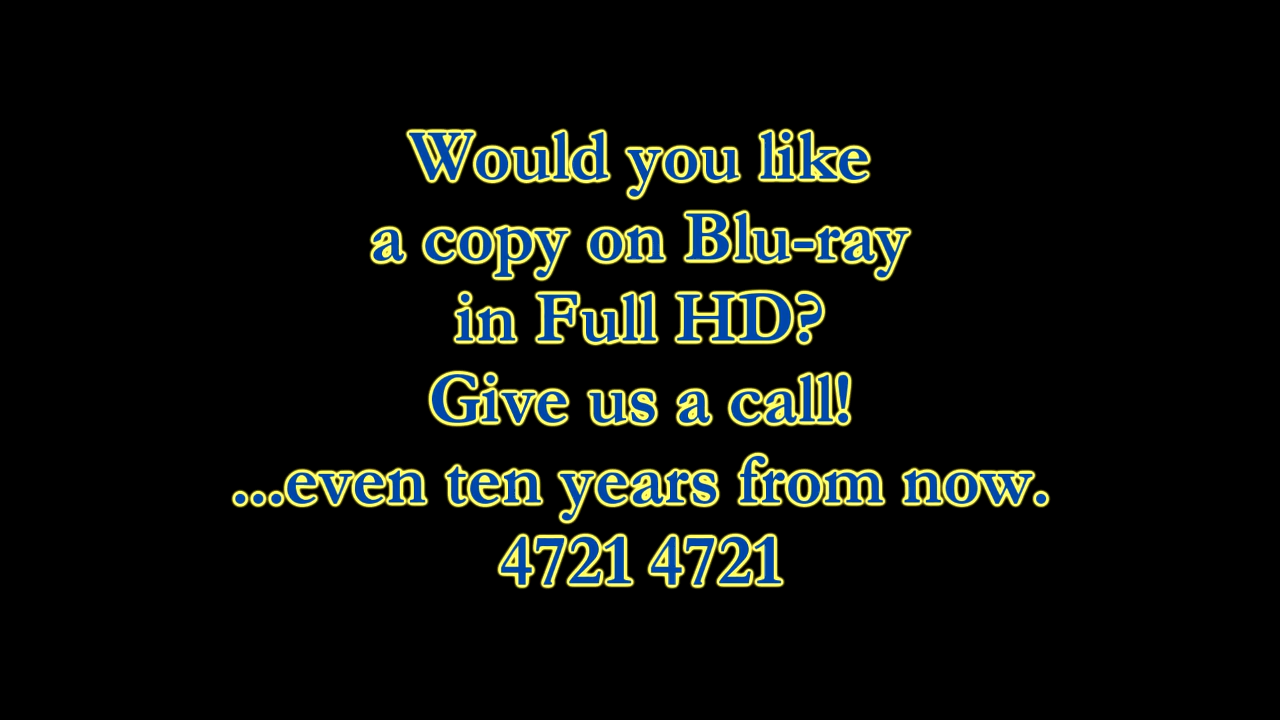 Would you like
a copy on Blu-ray
in Full HD?
Give us a call!
...even ten years from now.
4721 4721